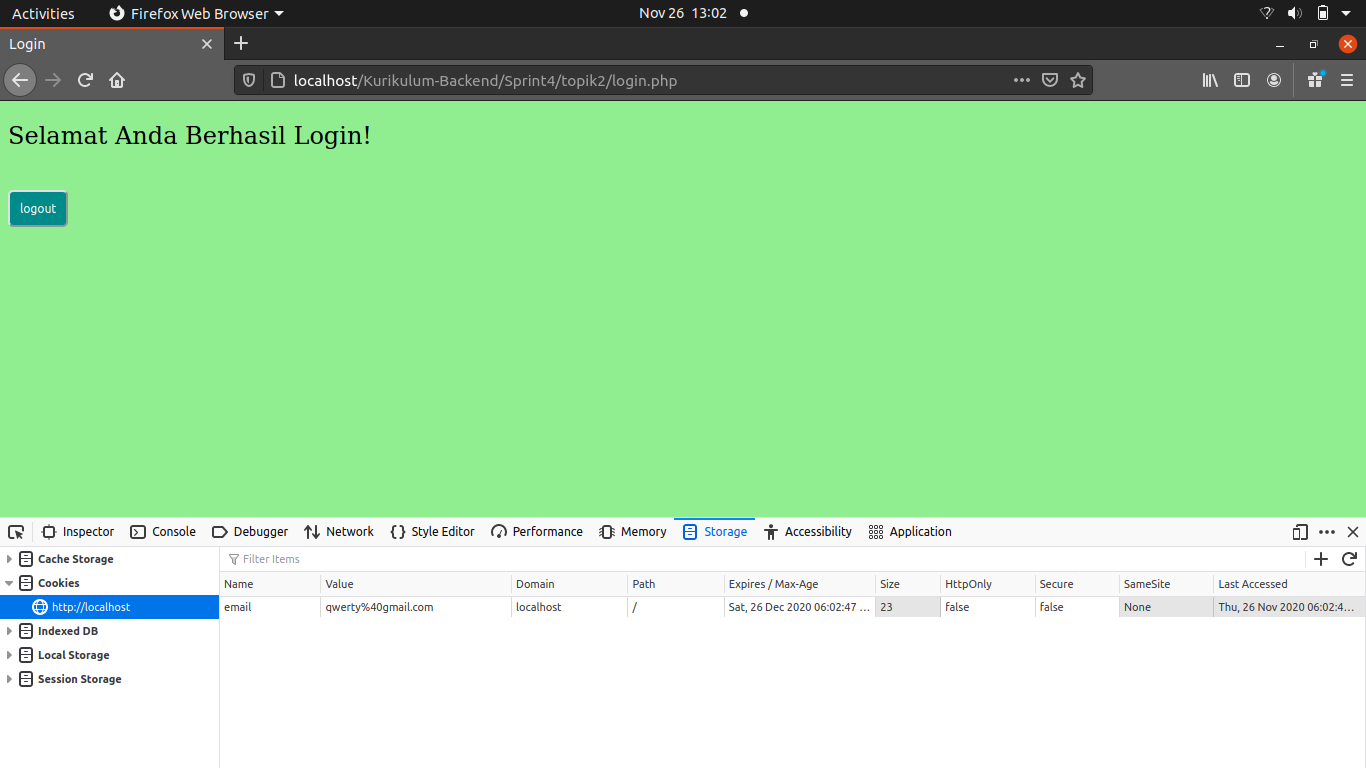 Activities Firefox Web Browser Nov 26 13:02
Login
localhost/Kurikulum-Backend/Sprint4/topik2/login.php
Selamat Anda Berhasil Login!
logout
Inspector Console Debugger Network Style Editor Performance Memory Storage Accessibility Application
Cache Storage
Filter Items
Cookies
Name Value Domain Path Expires / Max-Age Size HttpOnly Secure SameSite Last Accessed
http://localhost
email qwerty%40gmail.com localhost / Sat, 26 Dec 2020 06:02:47 ... 23 false false None Thu, 26 Nov 2020 06:02:4...
Indexed DB
Local Storage
Session Storage